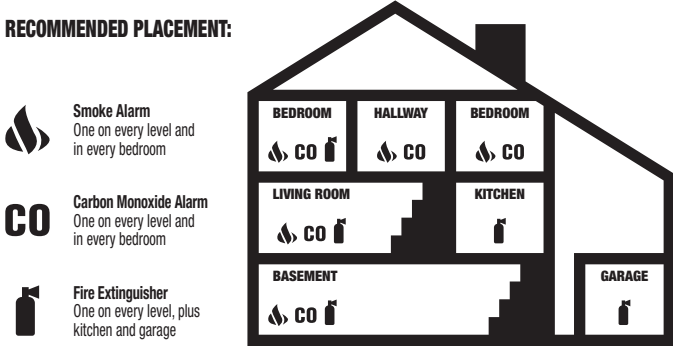 RECOMMENDED PLACEMENT:
Smoke Alarm
One on every level and
in every bedroom
CO
Carbon Monoxide Alarm
One on every level and
in every bedroom
Fire Extinguisher
One on every level, plus
kitchen and garage
BEDROOM
CO
HALLWAY
CO
BEDROOM
CO
LIVING ROOM
CO
KITCHEN
BASEMENT
CO
GARAGE